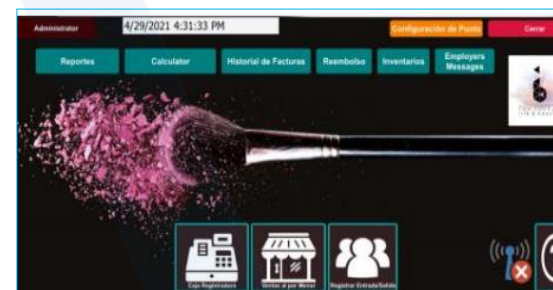 Administrator
4/29/2021 4:31:33 PM
Configuración de Punto
Cerrar
Reportes
Calculator
Historial de Facturas
Reembolso
Inventarios
Employers
Messages
Caja Registradora
Ventas al por Menor
Registrar Entrada/Salida